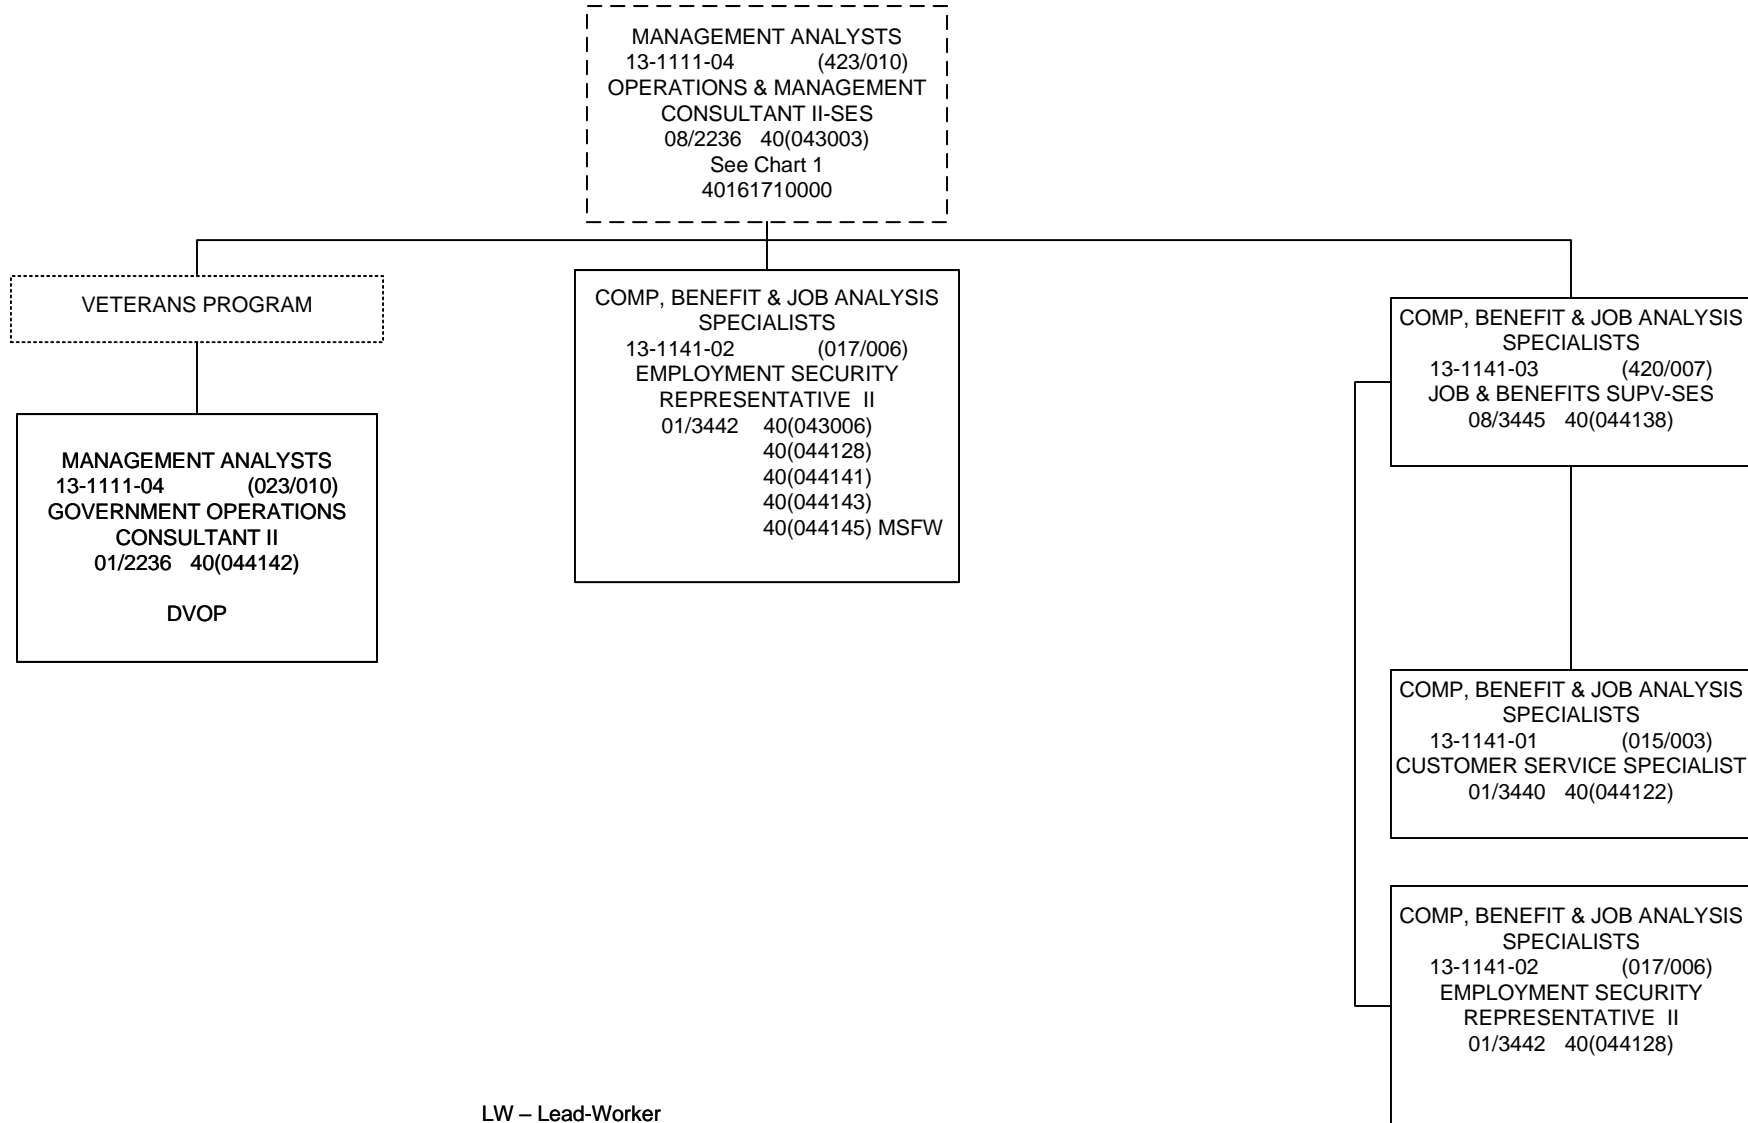 MANAGEMENT ANALYSTS
13-1111-04 (423/010)
OPERATIONS & MANAGEMENT
CONSULTANT II-SES
08/2236 40(043003)
See Chart 1
40161710000
VETERANS PROGRAM
MANAGEMENT ANALYSTS
13-1111-04 (023/010)
GOVERNMENT OPERATIONS
CONSULTANT II
01/2236 40(044142)
DVOP
COMP, BENEFIT & JOB ANALYSIS
SPECIALISTS
13-1141-02 (017/006)
EMPLOYMENT SECURITY
REPRESENTATIVE II
01/3442 40(043006)
40(044128)
40(044141)
40(044143)
40(044145) MSFW
COMP, BENEFIT & JOB ANALYSIS
SPECIALISTS
13-1141-03 (420/007)
JOB & BENEFITS SUPV-SES
08/3445 40(044138)
COMP, BENEFIT & JOB ANALYSIS
SPECIALISTS
13-1141-01 (015/003)
CUSTOMER SERVICE SPECIALIST
01/3440 40(044122)
COMP, BENEFIT & JOB ANALYSIS
SPECIALISTS
13-1141-02 (017/006)
EMPLOYMENT SECURITY
REPRESENTATIVE II
01/3442 40(044128)
LW – Lead-Worker